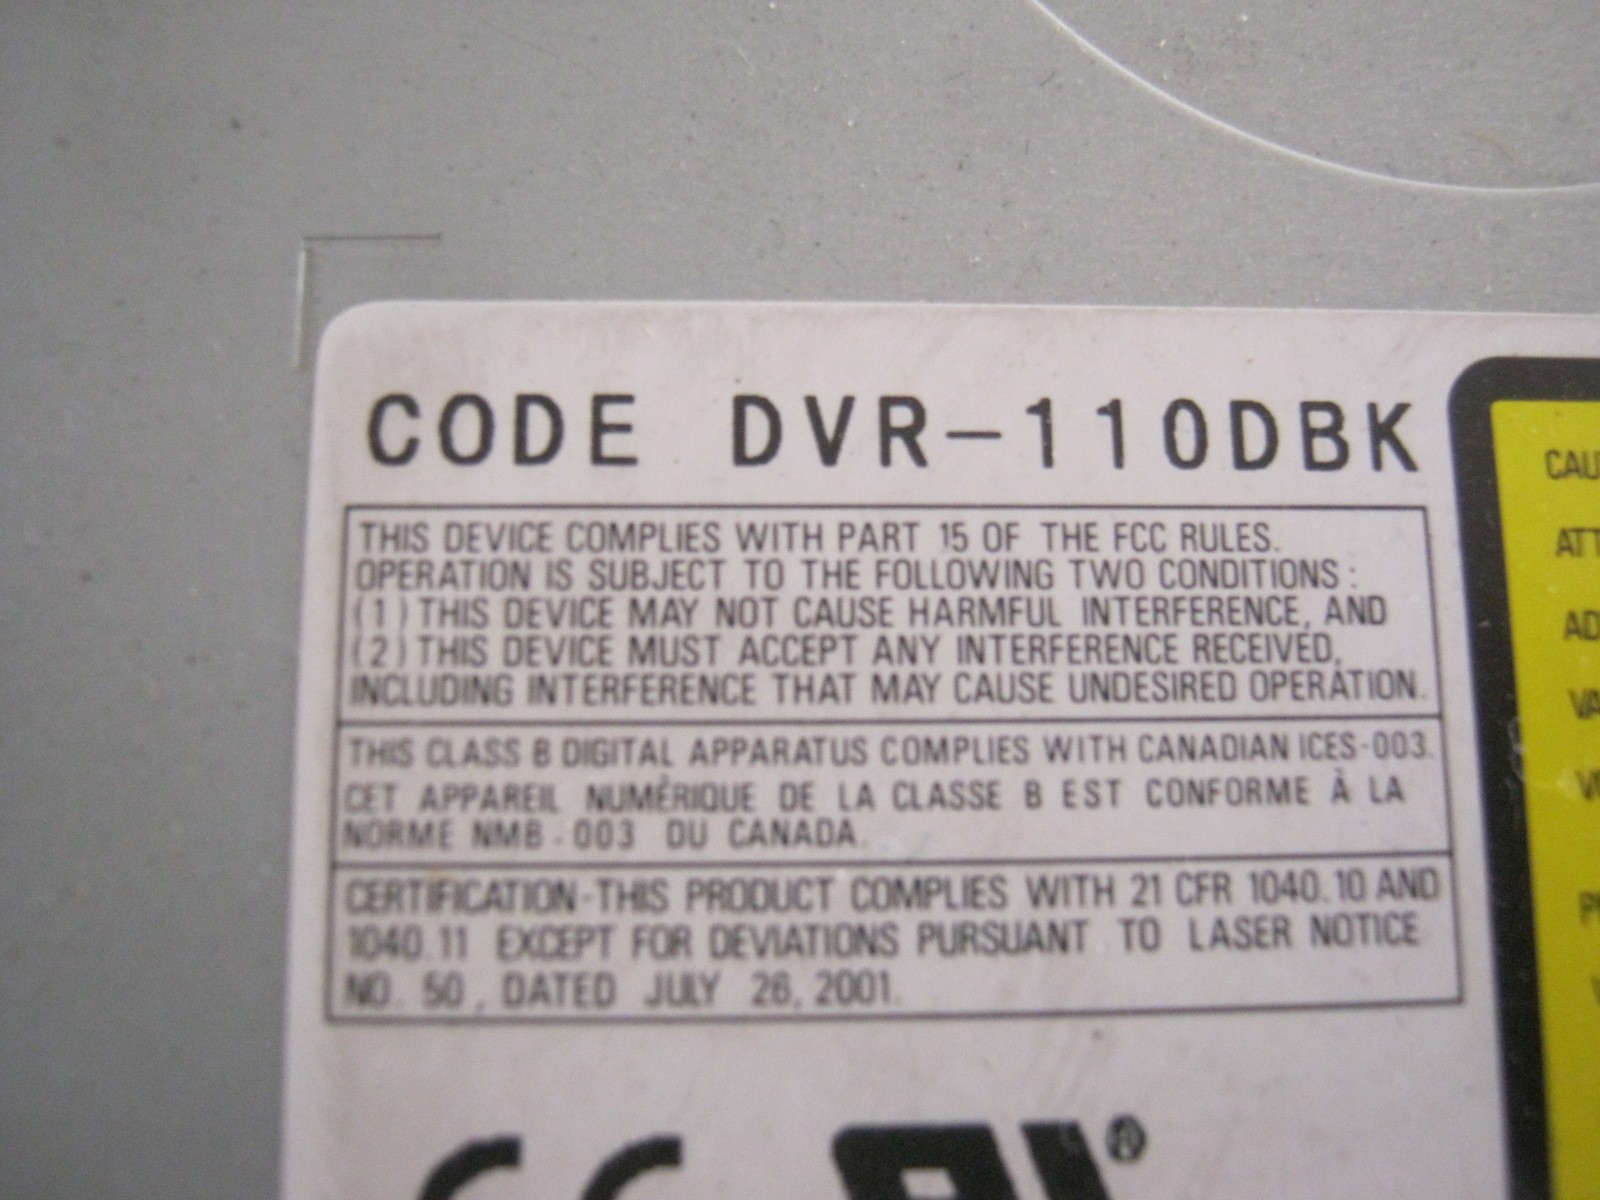 CODE DVR-110DBK
THIS DEVICE COMPLIES WITH PART 15 OF THE FCC RULES.
OPERATION IS SUBJECT TO THE FOLLOWING TWO CONDITIONS :
(1) THIS DEVICE MAY NOT CAUSE HARMFUL INTERFERENCE, AND
(2) THIS DEVICE MUST ACCEPT ANY INTERFERENCE RECEIVED,
INCLUDING INTERFERENCE THAT MAY CAUSE UNDESIRED OPERATION.
THIS CLASS B DIGITAL APPARATUS COMPLIES WITH CANADIAN ICES-003.
CET APPAREIL NUMÉRIQUE DE LA CLASSE B EST CONFORME À LA
NORME NMB-003 DU CANADA.
CERTIFICATION-THIS PRODUCT COMPLIES WITH 21 CFR 1040.10 AND
1040.11 EXCEPT FOR DEVIATIONS PURSUANT TO LASER NOTICE
NO. 50, DATED JULY 26, 2001.
CE